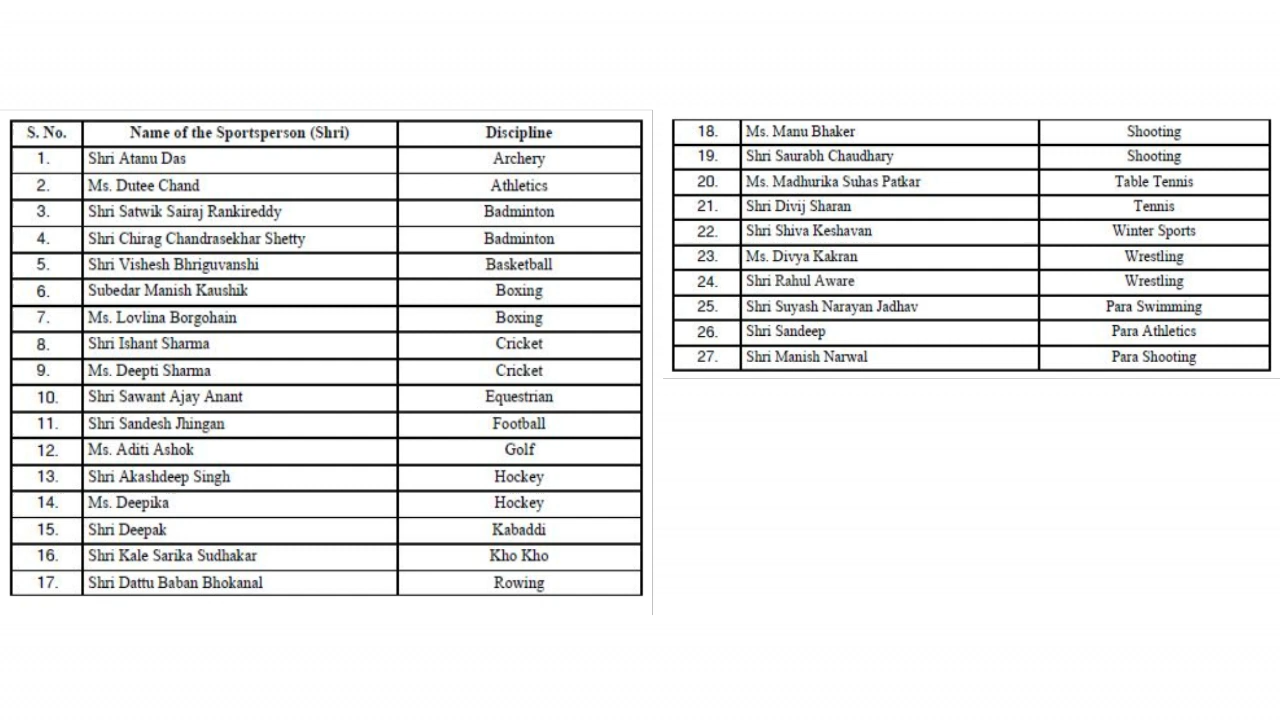 S. No. Name of the Sportsperson (Shri) Discipline
1. Shri Atanu Das Archery
2. Ms. Dutee Chand Athletics
3. Shri Satwik Sairaj Rankireddy Badminton
4. Shri Chirag Chandrasekhar Shetty Badminton
5. Shri Vishesh Bhriguvanshi Basketball
6. Subedar Manish Kaushik Boxing
7. Ms. Lovlina Borgohain Boxing
8. Shri Ishant Sharma Cricket
9. Ms. Deepti Sharma Cricket
10. Shri Sawant Ajay Anant Equestrian
11. Shri Sandesh Jhingan Football
12. Ms. Aditi Ashok Golf
13. Shri Akashdeep Singh Hockey
14. Ms. Deepika Hockey
15. Shri Deepak Kabaddi
16. Shri Kale Sarika Sudhakar Kho Kho
17. Shri Dattu Baban Bhokanal Rowing
18. Ms. Manu Bhaker Shooting
19. Shri Saurabh Chaudhary Shooting
20. Ms. Madhurika Suhas Patkar Table Tennis
21. Shri Divij Sharan Tennis
22. Shri Shiva Keshavan Winter Sports
23. Ms. Divya Kakran Wrestling
24. Shri Rahul Aware Wrestling
25. Shri Suyash Narayan Jadhav Para Swimming
26. Shri Sandeep Para Athletics
27. Shri Manish Narwal Para Shooting